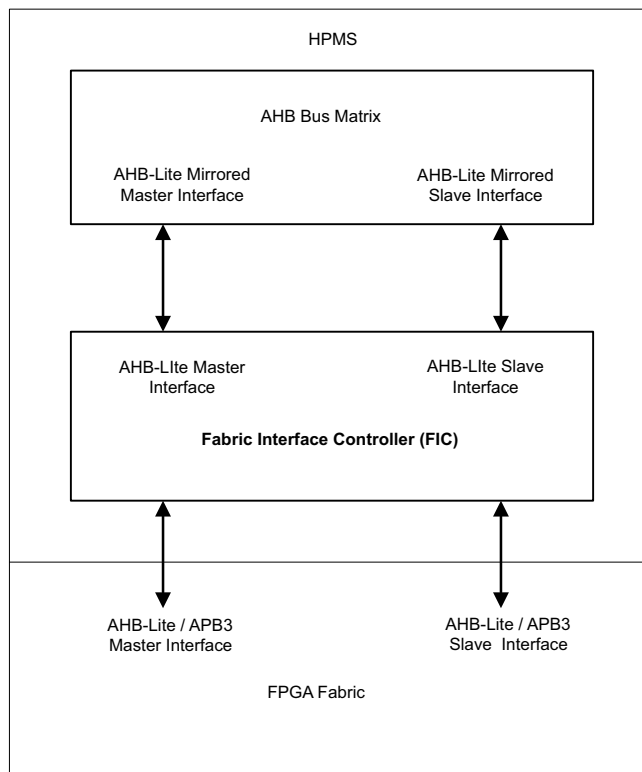 HPMS
AHB Bus Matrix
AHB-Lite Mirrored
Master Interface
AHB-Lite Mirrored
Slave Interface
AHB-LIte Master
Interface
AHB-LIte Slave
Interface
Fabric Interface Controller (FIC)
AHB-Lite / APB3
Master Interface
AHB-Lite / APB3
Slave Interface
FPGA Fabric